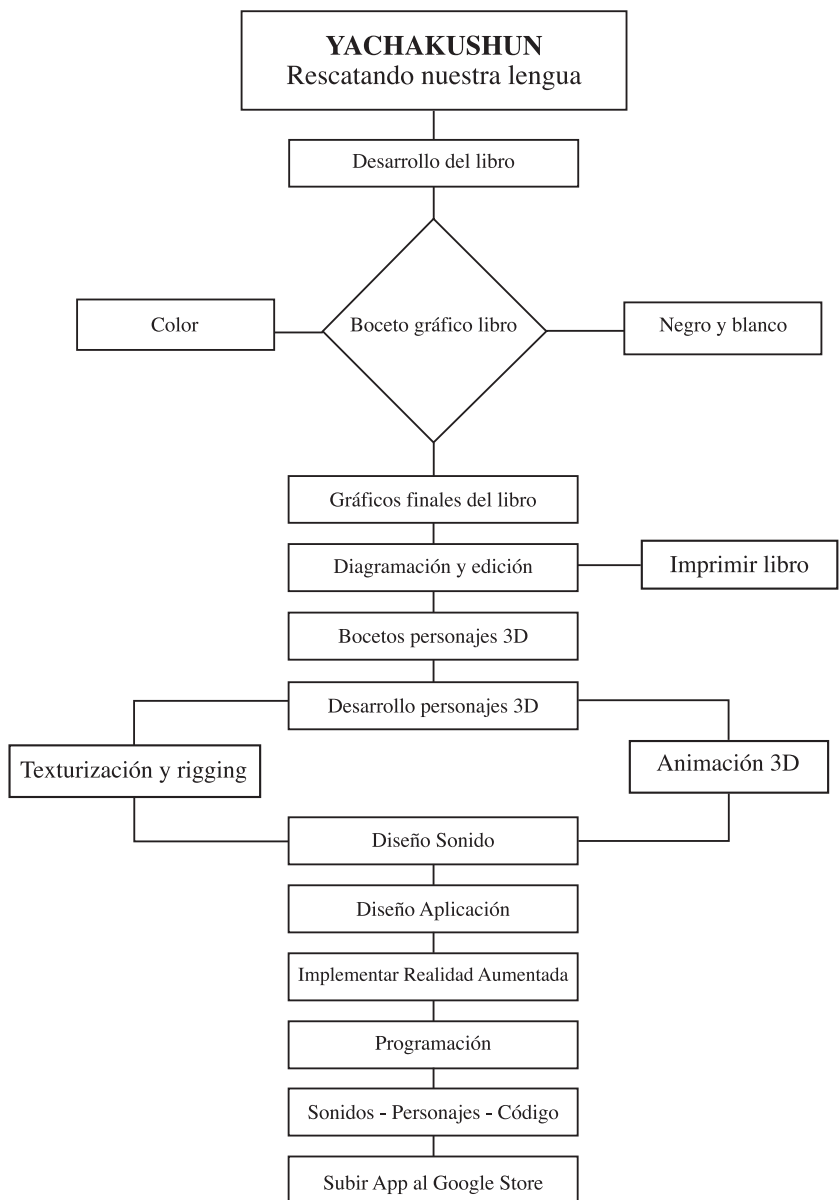 YACHAKUSHUN
Rescatando nuestra lengua
Desarrollo del libro
Color
Boceto gráfico libro
Negro y blanco
Gráficos finales del libro
Diagramación y edición
Imprimir libro
Bocetos personajes 3D
Desarrollo personajes 3D
Texturización y rigging
Animación 3D
Diseño Sonido
Diseño Aplicación
Implementar Realidad Aumentada
Programación
Sonidos - Personajes - Código
Subir App al Google Store